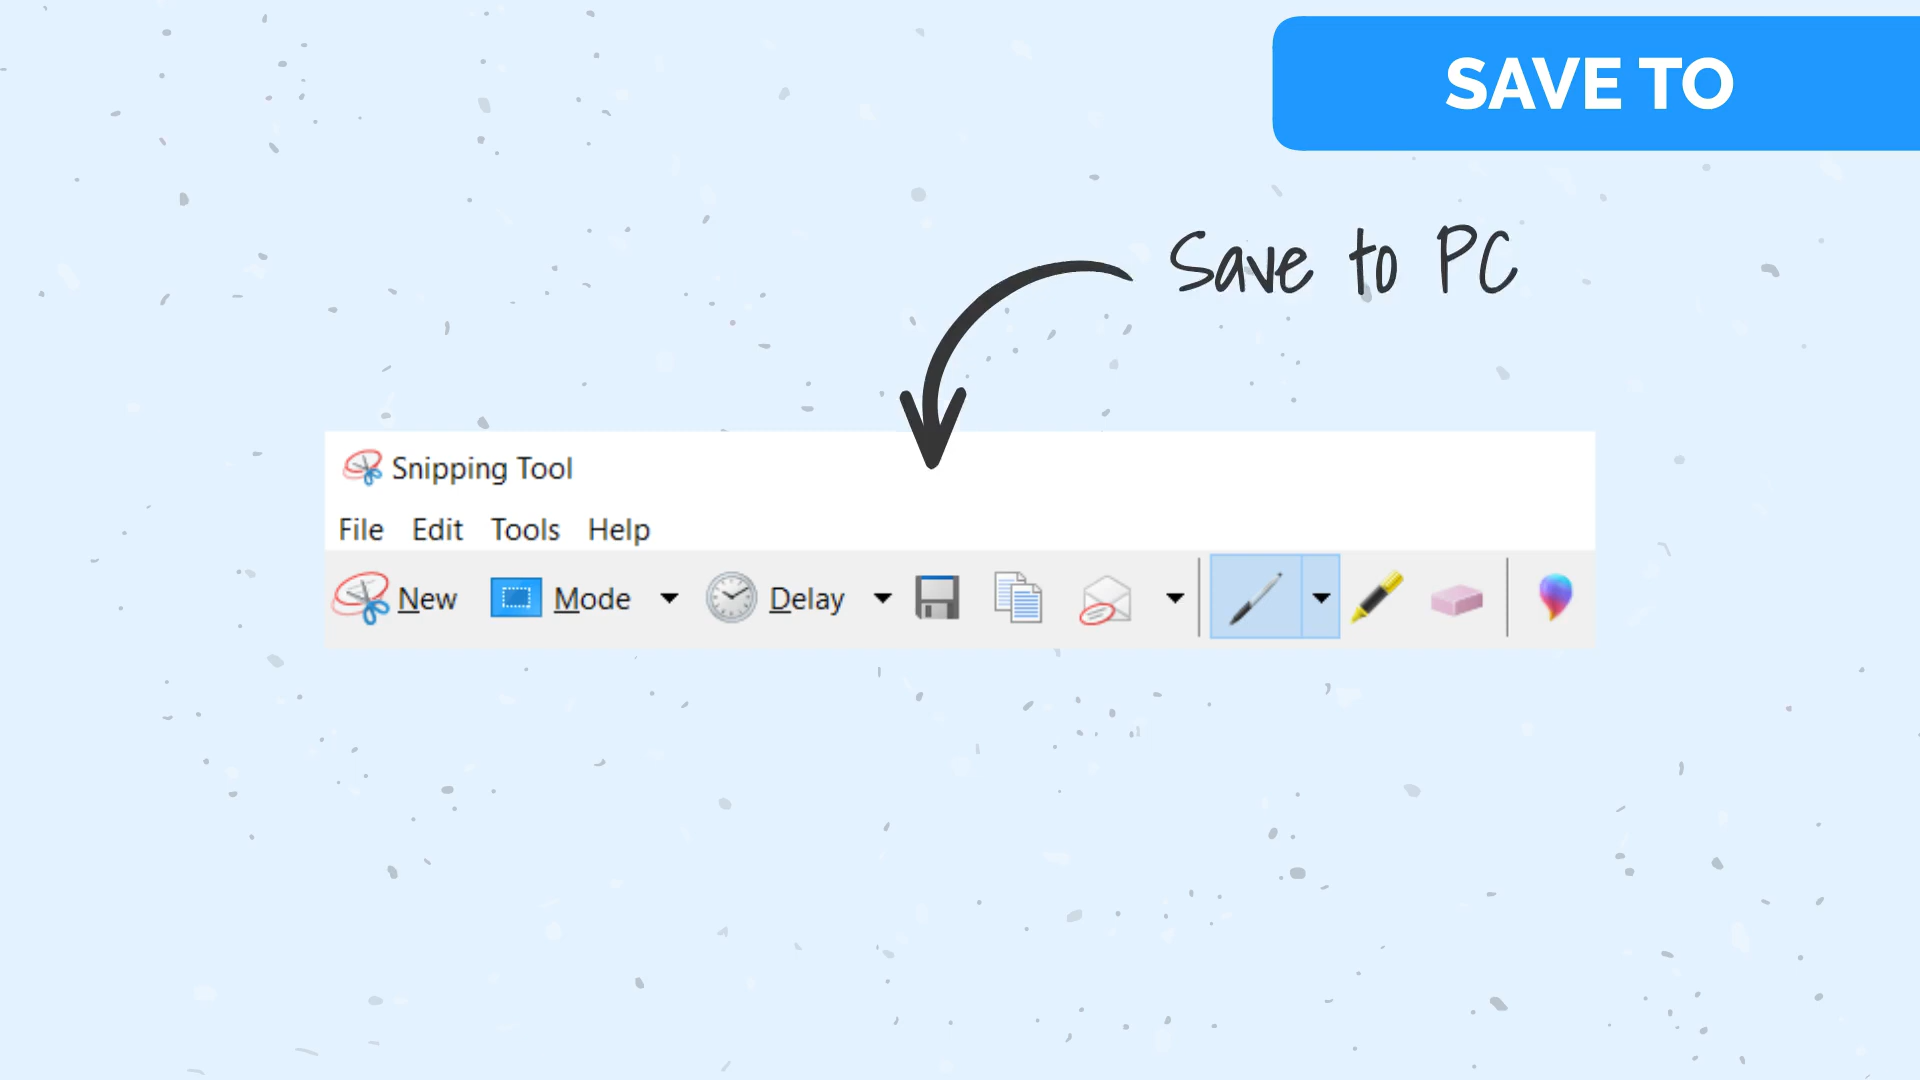 SAVE TO
Save to PC
Snipping Tool
File Edit Tools Help
New Mode Delay